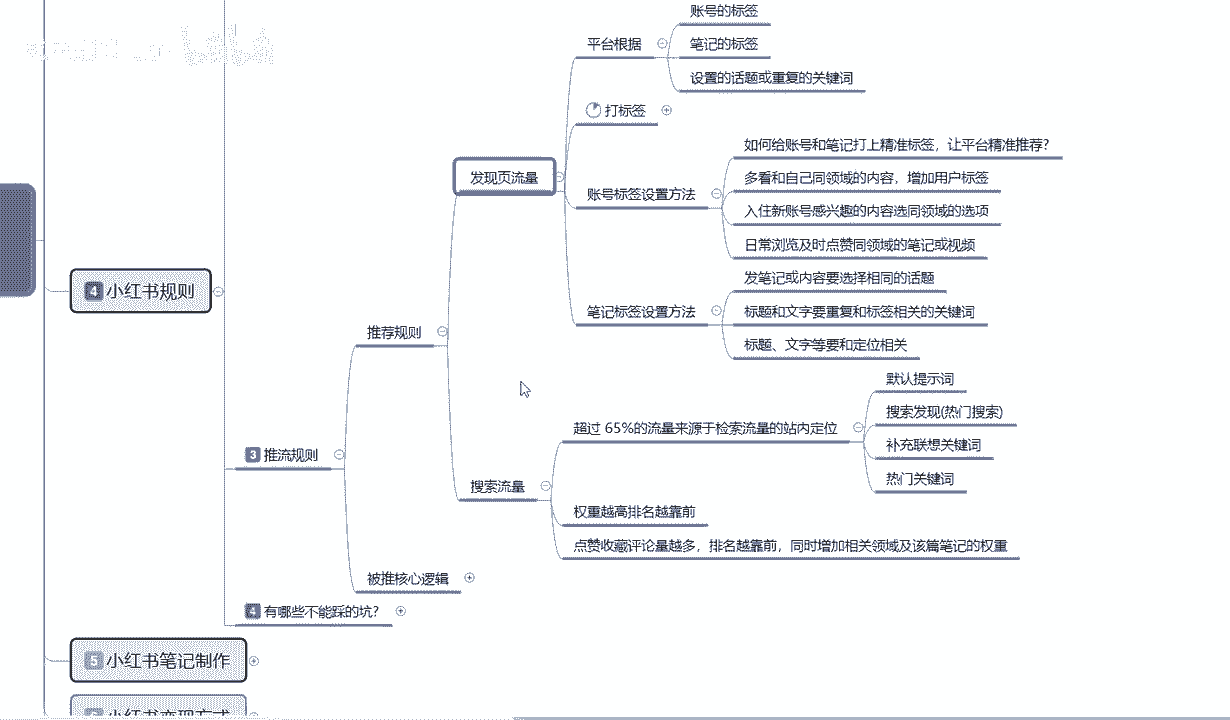 账号的标签
平台根据
笔记的标签
设置的话题或重复的关键词
打标签
如何给账号和笔记打上精准标签，让平台精准推荐?
发现页流量
多看和自己同领域的内容，增加用户标签
账号标签设置方法
入住新账号感兴趣的内容选同领域的选项
日常浏览及时点赞同领域的笔记或视频
发笔记或内容要选择相同的话题
4 小红书规则
笔记标签设置方法
标题和文字要重复和标签相关的关键词
推荐规则
标题、文字等要和定位相关
默认提示词
搜索发现(热门搜索)
超过 65%的流量来源于检索流量的站内定位
补充联想关键词
3 推流规则
热门关键词
搜索流量
权重越高排名越靠前
点赞收藏评论量越多，排名越靠前，同时增加相关领域及该篇笔记的权重
被推核心逻辑
4 有哪些不能踩的坑?
5 小红书笔记制作
小红书变现方式